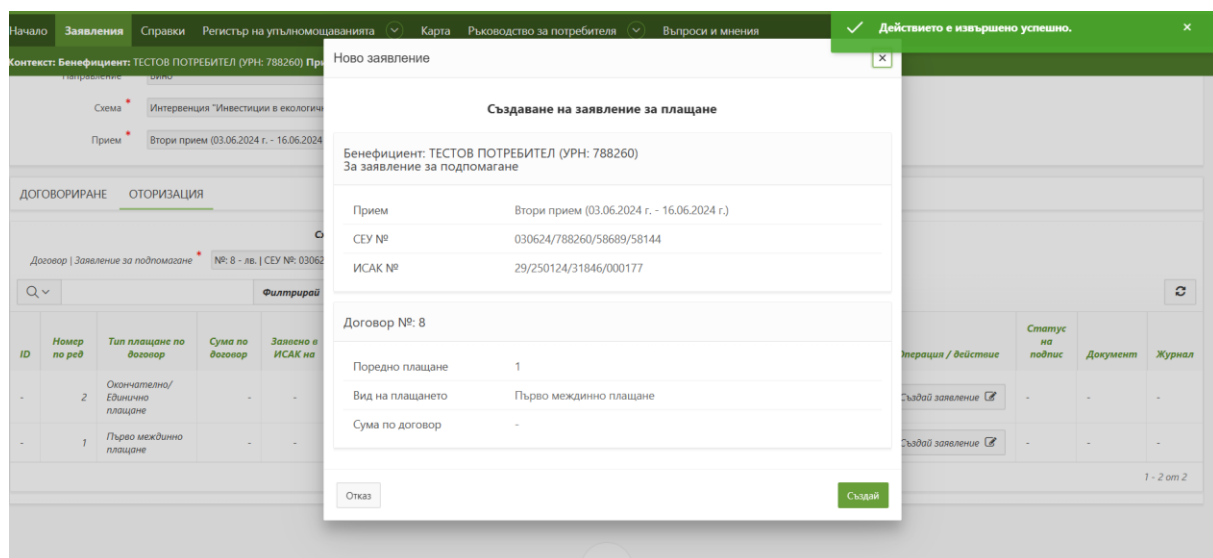 Начало Заявления Справки Регистър на упълномощаванията Карта Ръководство за потребителя Въпроси и мнения
Действието е извършено успешно.
Контекст: Бенефициент: ТЕСТОВ ПОТРЕБИТЕЛ (УРН: 788260)
Направление Вино
Схема * Интервенция "Инвестиции в
Прием * Втори прием (03.06.2024 г. - 16.06.2024
ДОГОВОРИРАНЕ ОТОРИЗАЦИЯ
Договор | Заявление за подпомагане * №: 8 - лв. | СЕУ №: 03062
Филтрирай
ID Номер по ред Тип плащане по договор Сума по договор Заявено в ИСАК на Операция / действие Статус на подпис Документ Журнал
- 2 Окончателно/ Единично плащане - - Създай заявление - - -
- 1 Първо междинно плащане - - Създай заявление - - -
1 - 2 от 2
Ново заявление
Създаване на заявление за плащане
Бенефициент: ТЕСТОВ ПОТРЕБИТЕЛ (УРН: 788260)
За заявление за подпомагане
Прием Втори прием (03.06.2024 г. - 16.06.2024 г.)
СЕУ № 030624/788260/58689/58144
ИСАК № 29/250124/31846/000177
Договор №: 8
Поредно плащане 1
Вид на плащането Първо междинно плащане
Сума по договор -
Отказ Създай